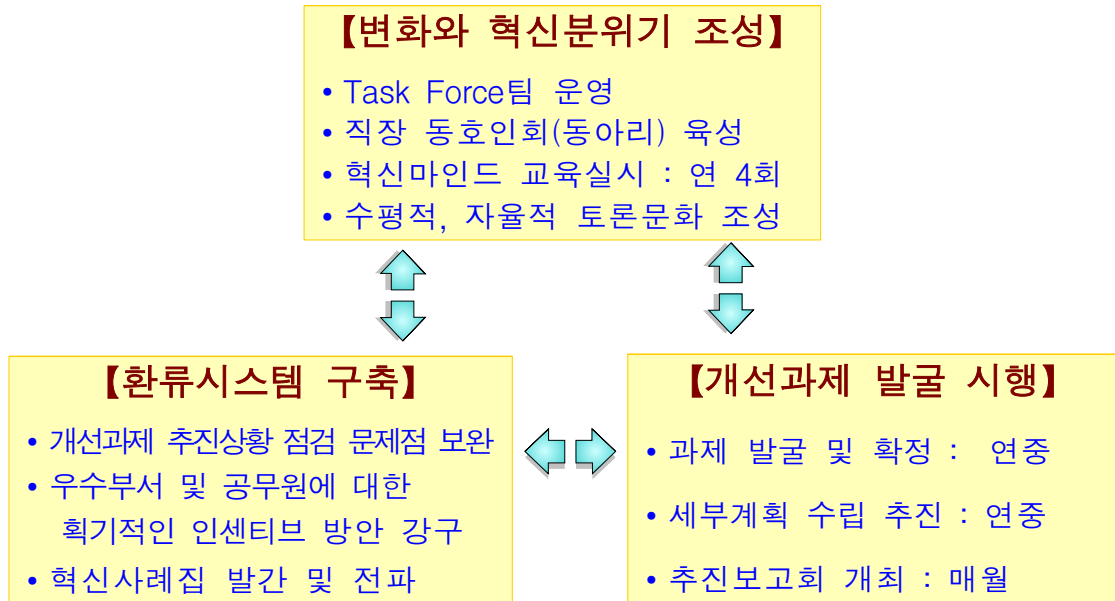 【변화와 혁신분위기 조성】
• Task Force팀 운영
• 직장 동호인회(동아리) 육성
• 혁신마인드 교육실시 : 연 4회
• 수평적, 자율적 토론문화 조성
【환류시스템 구축】
• 개선과제 추진상황 점검 문제점 보완
• 우수부서 및 공무원에 대한
획기적인 인센티브 방안 강구
• 혁신사례집 발간 및 전파
【개선과제 발굴 시행】
• 과제 발굴 및 확정 : 연중
• 세부계획 수립 추진 : 연중
• 추진보고회 개최 : 매월